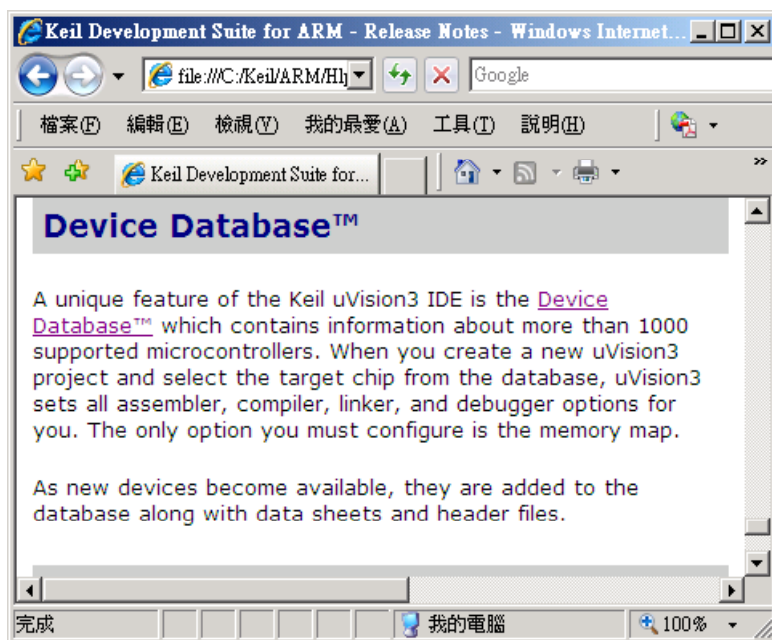 Keil Development Suite for ARM - Release Notes - Windows Internet...
file:///C:/Keil/ARM/Hlp
Google
檔案(F) 編輯(E) 檢視(V) 我的最愛(A) 工具(T) 說明(H)
Keil Development Suite for...
Device Database™
A unique feature of the Keil uVision3 IDE is the Device
Database™ which contains information about more than 1000
supported microcontrollers. When you create a new uVision3
project and select the target chip from the database, uVision3
sets all assembler, compiler, linker, and debugger options for
you. The only option you must configure is the memory map.
As new devices become available, they are added to the
database along with data sheets and header files.
完成
我的電腦
100%